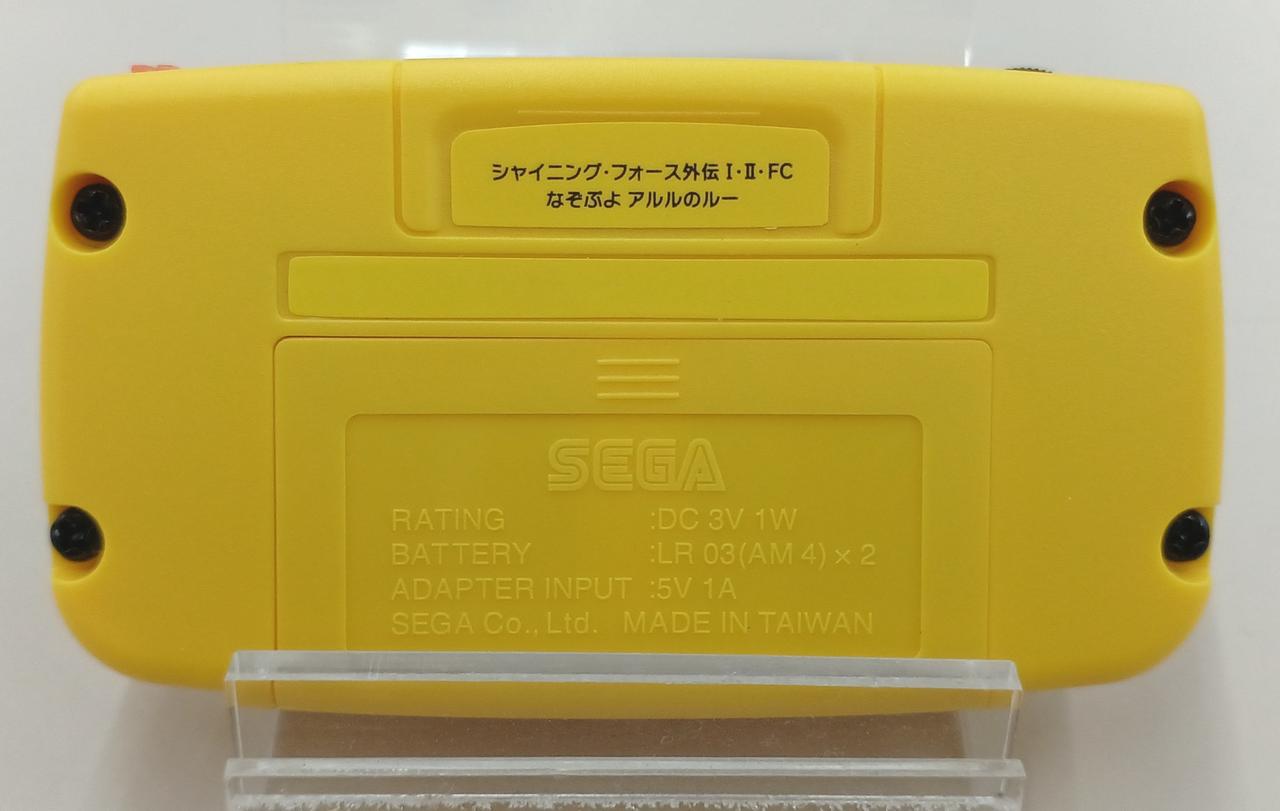 シャイニング・フォース外伝 I・II・FC
なぞぷよ アルルのルー
SEGA
RATING :DC 3V 1W
BATTERY :LR 03(AM 4) × 2
ADAPTER INPUT :5V 1A
SEGA Co., Ltd. MADE IN TAIWAN